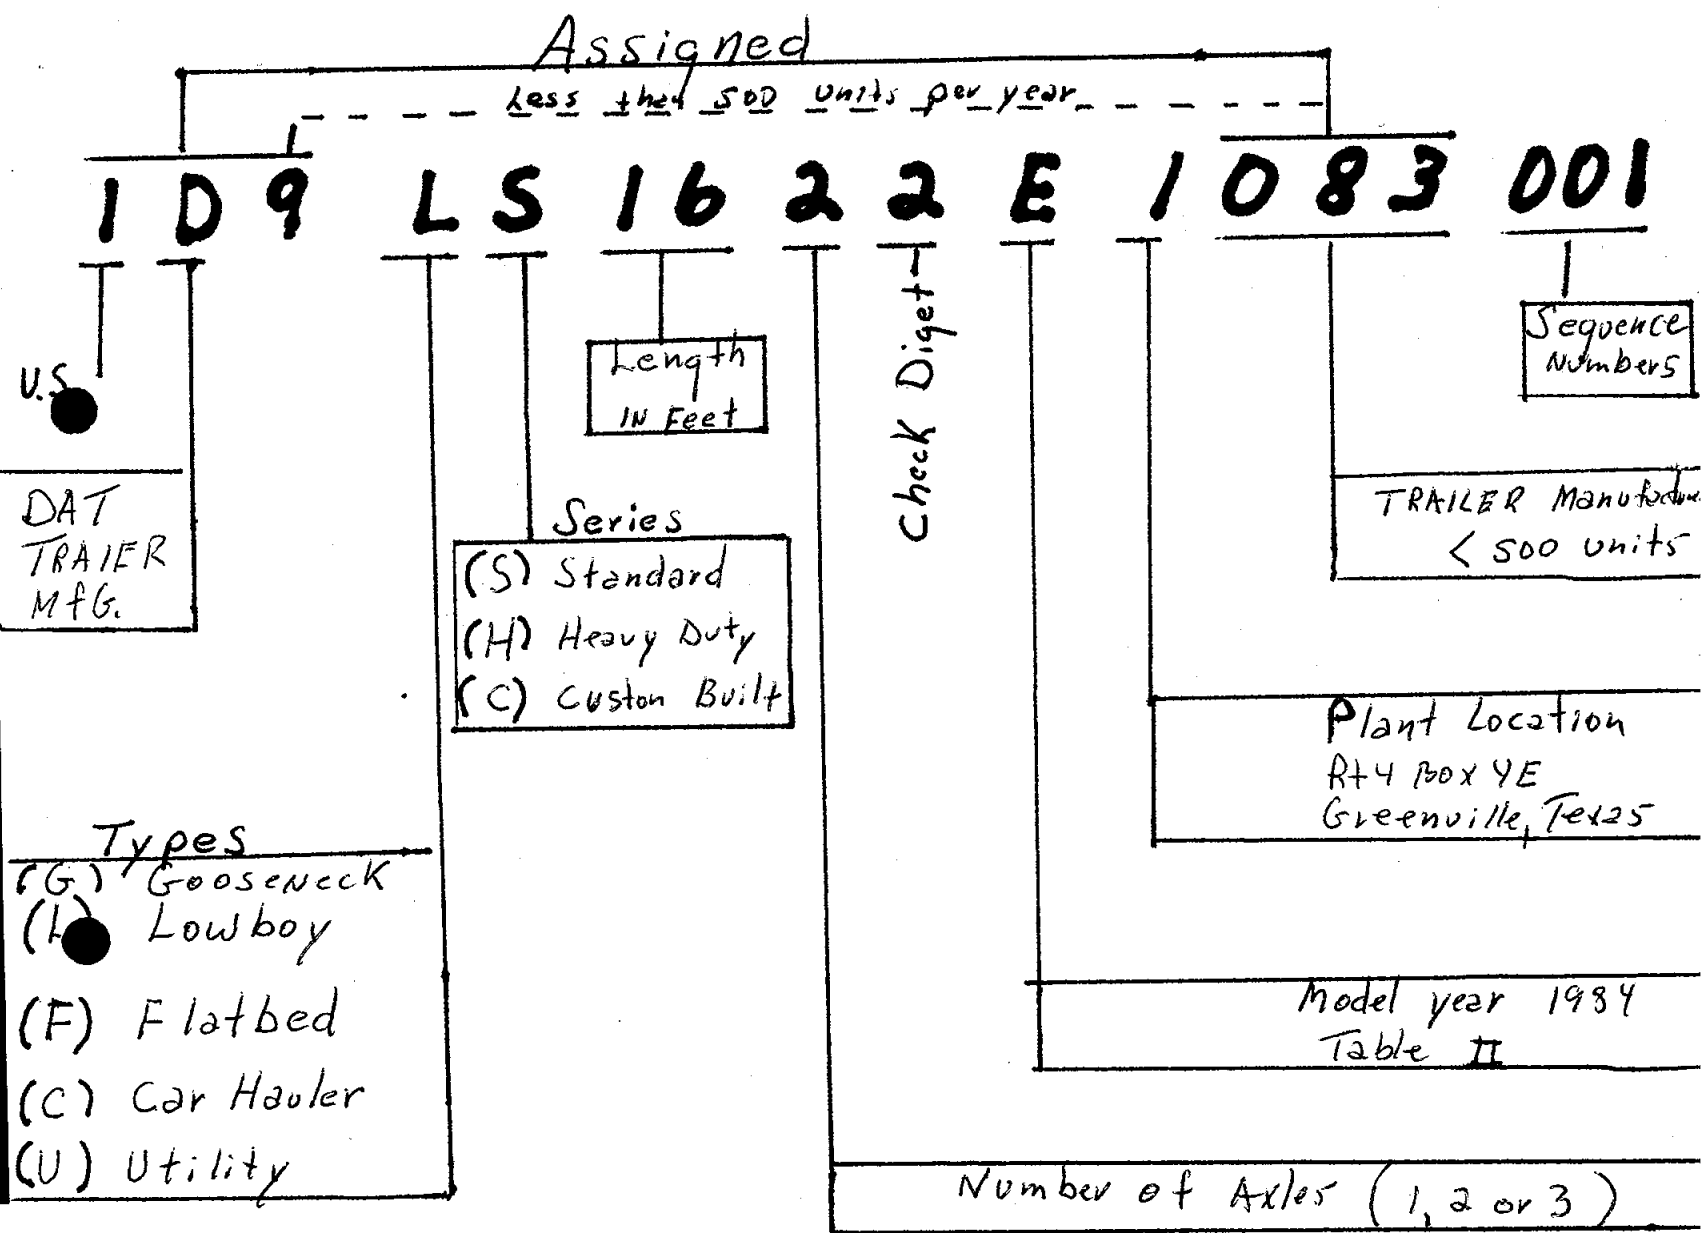 Assigned
Less then 500 units per year
1 D 9 L S 1 6 2 2 E 1 0 8 3 001
U.S.
Length
IN Feet
Check Diget
Sequence
Numbers
DAT
TRAIER
MfG.
Series
(S) Standard
(H) Heavy Duty
(C) Custon Built
TRAILER Manufacture
< 500 units
Plant Location
Rt 4 Box 4E
Greenville, Texas
Types
(G) Gooseneck
(L) Lowboy
(F) Flatbed
(C) Car Hauler
(U) Utility
Model year 1984
Table II
Number of Axles (1, 2 or 3)